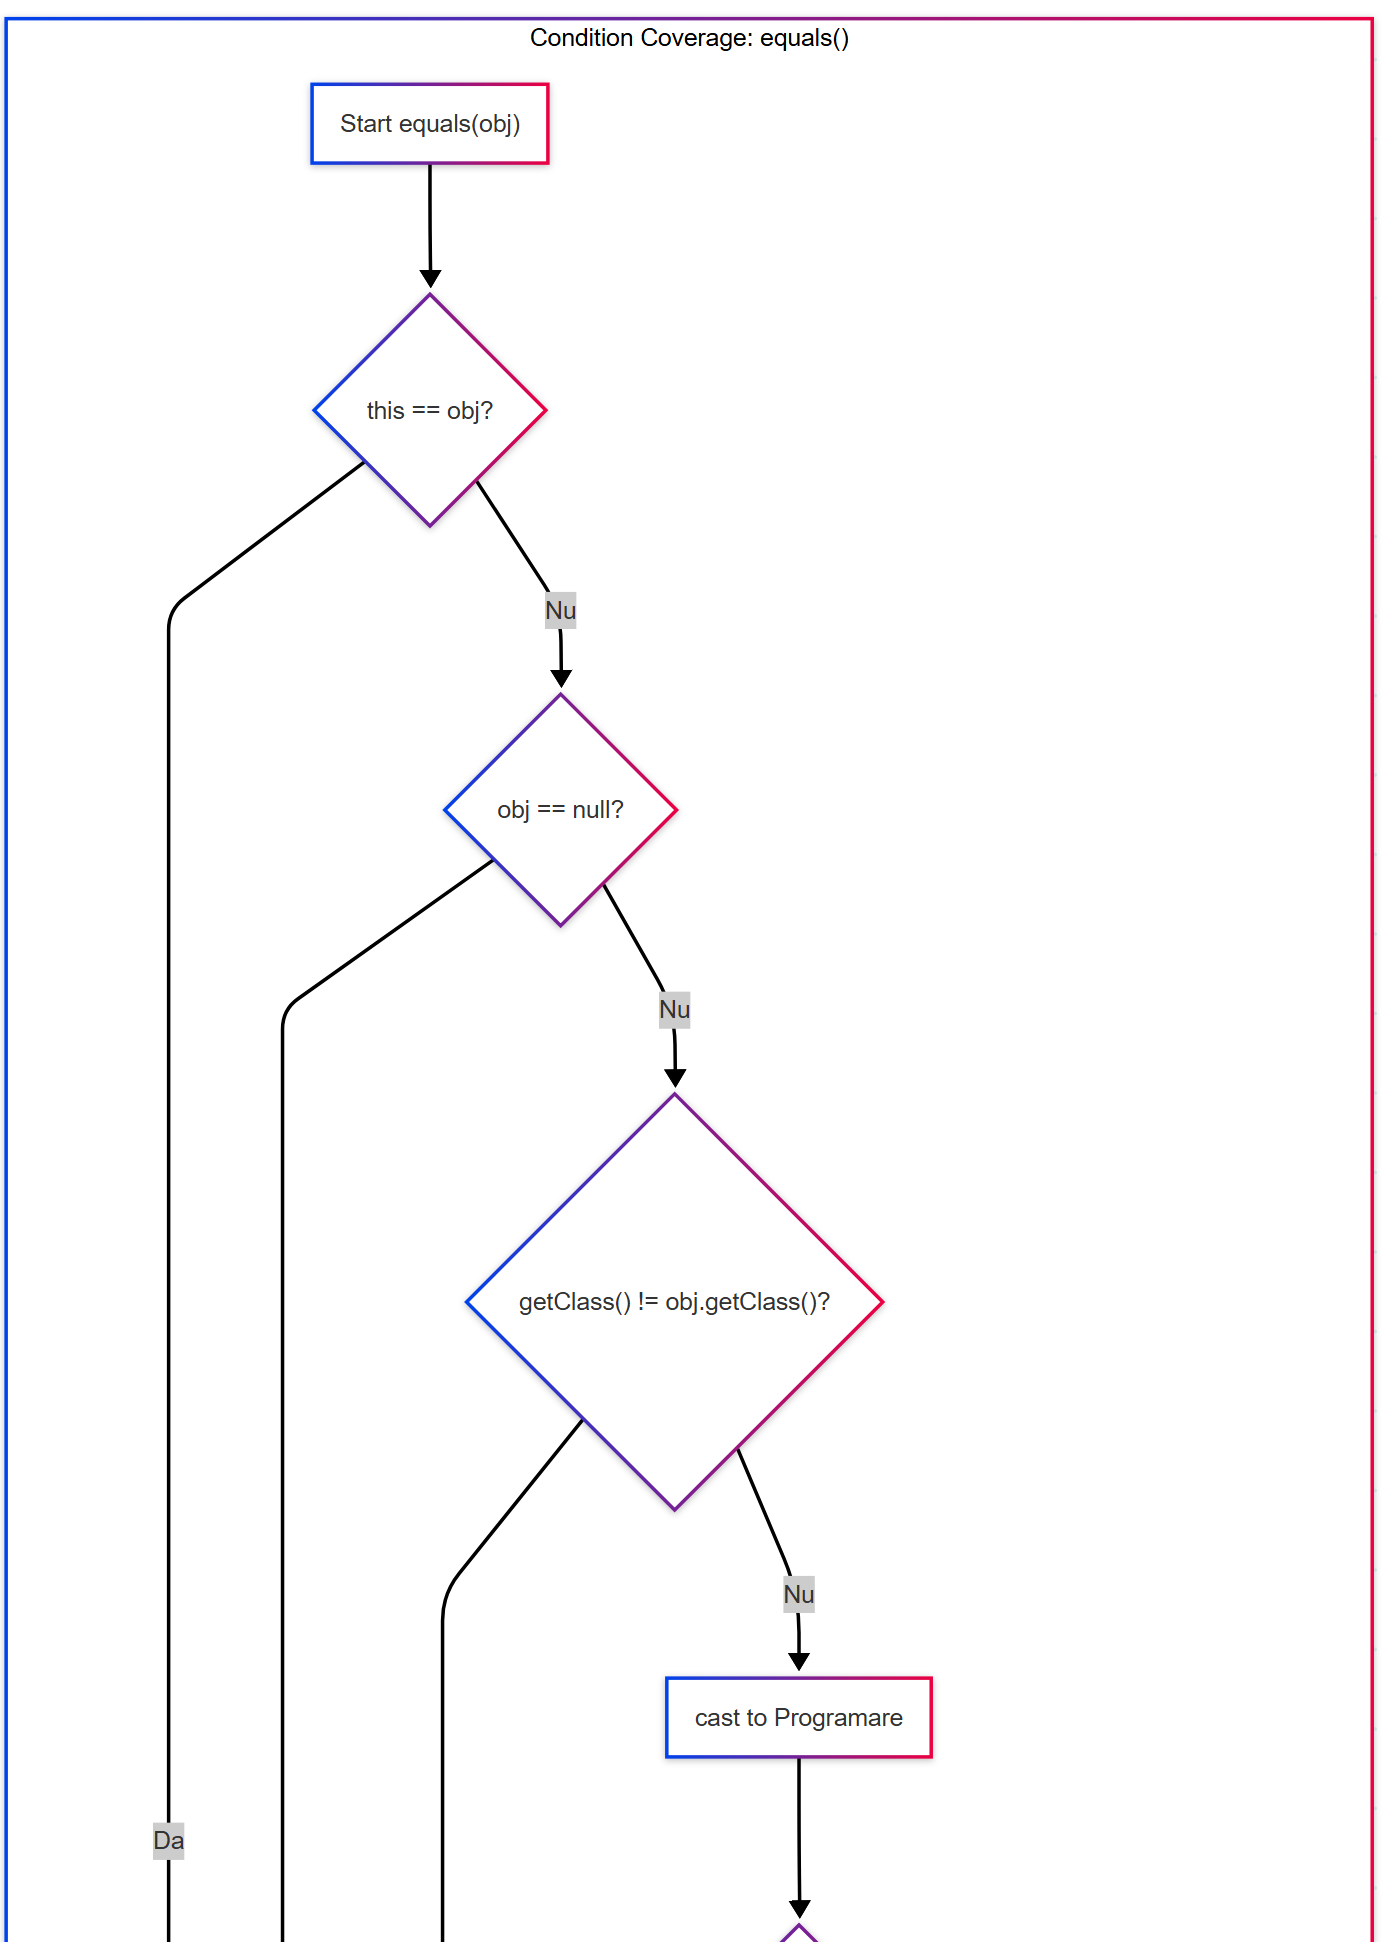 Condition Coverage: equals()
Start equals(obj)
this == obj?
Nu
obj == null?
Nu
getClass() != obj.getClass()?
Nu
cast to Programare
Da